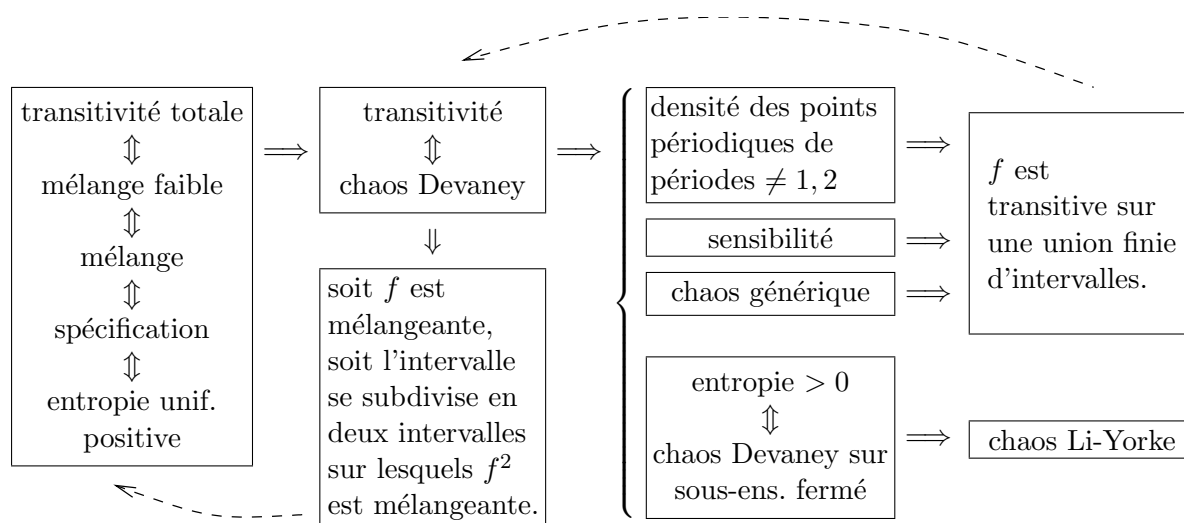 transitivité totale
⇕
mélange faible
⇕
mélange
⇕
spécification
⇕
entropie unif.
positive
⟹
transitivité
⇕
chaos Devaney
⇓
soit f est
mélangeante,
soit l'intervalle
se subdivise en
deux intervalles
sur lesquels f²
est mélangeante.
⟹
densité des points
périodiques de
périodes ≠ 1, 2
⟹
sensibilité
⟹
chaos générique
⟹
f est
transitive sur
une union finie
d'intervalles.
entropie > 0
⇕
chaos Devaney sur
sous-ens. fermé
⟹
chaos Li-Yorke